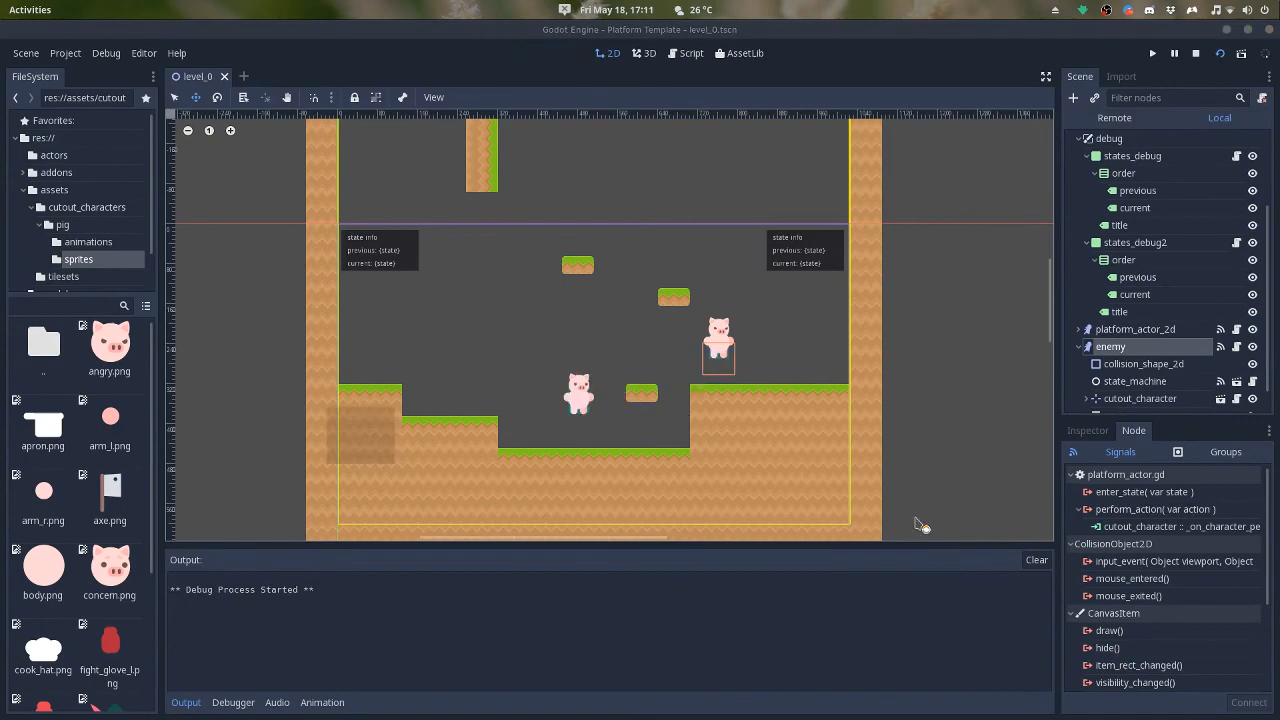 Activities
Fri May 18, 17:11
26 °C
Godot Engine - Platform Template - level_0.tscn
Scene Project Debug Editor Help
2D 3D Script AssetLib
FileSystem
level_0
Scene Import
res://assets/cutout
View
Filter nodes
Remote Local
Favorites:
res://
actors
addons
assets
cutout_characters
pig
animations
sprites
tilesets
..
angry.png
apron.png
arm_l.png
arm_r.png
axe.png
body.png
concern.png
cook_hat.png
fight_glove_l.p
ng
state info
previous: {state}
current: {state}
state info
previous: {state}
current: {state}
debug
states_debug
order
previous
current
title
states_debug2
order
previous
current
title
platform_actor_2d
enemy
collision_shape_2d
state_machine
cutout_character
Inspector Node
Signals Groups
platform_actor.gd
enter_state( var state )
perform_action( var action )
cutout_character :: _on_character_pe
CollisionObject2D
input_event( Object viewport, Object
mouse_entered()
mouse_exited()
CanvasItem
draw()
hide()
item_rect_changed()
visibility_changed()
Connect
Output:
Clear
** Debug Process Started **
Output Debugger Audio Animation